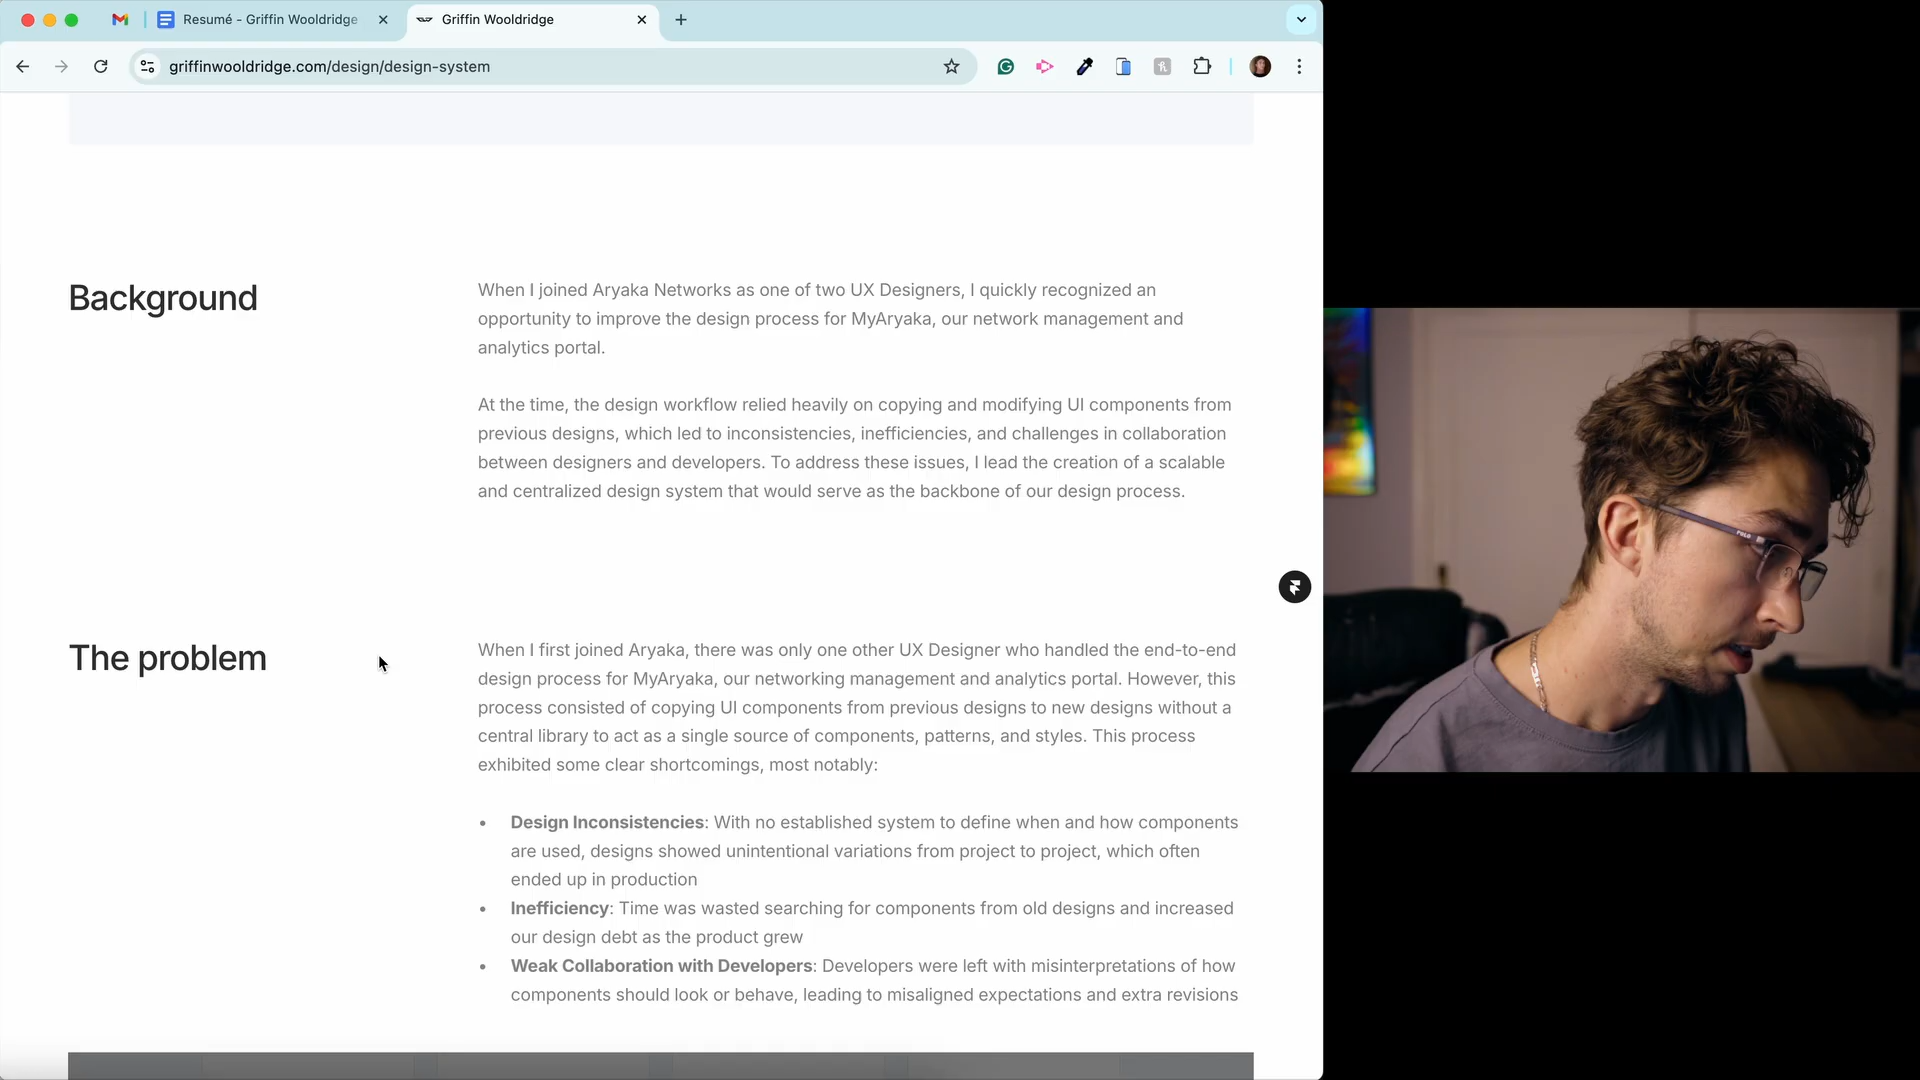 Resumé - Griffin Wooldridge
Griffin Wooldridge
griffinwooldridge.com/design/design-system
Background
When I joined Aryaka Networks as one of two UX Designers, I quickly recognized an
opportunity to improve the design process for MyAryaka, our network management and
analytics portal.
At the time, the design workflow relied heavily on copying and modifying UI components from
previous designs, which led to inconsistencies, inefficiencies, and challenges in collaboration
between designers and developers. To address these issues, I lead the creation of a scalable
and centralized design system that would serve as the backbone of our design process.
The problem
When I first joined Aryaka, there was only one other UX Designer who handled the end-to-end
design process for MyAryaka, our networking management and analytics portal. However, this
process consisted of copying UI components from previous designs to new designs without a
central library to act as a single source of components, patterns, and styles. This process
exhibited some clear shortcomings, most notably:
• Design Inconsistencies: With no established system to define when and how components
are used, designs showed unintentional variations from project to project, which often
ended up in production
• Inefficiency: Time was wasted searching for components from old designs and increased
our design debt as the product grew
• Weak Collaboration with Developers: Developers were left with misinterpretations of how
components should look or behave, leading to misaligned expectations and extra revisions